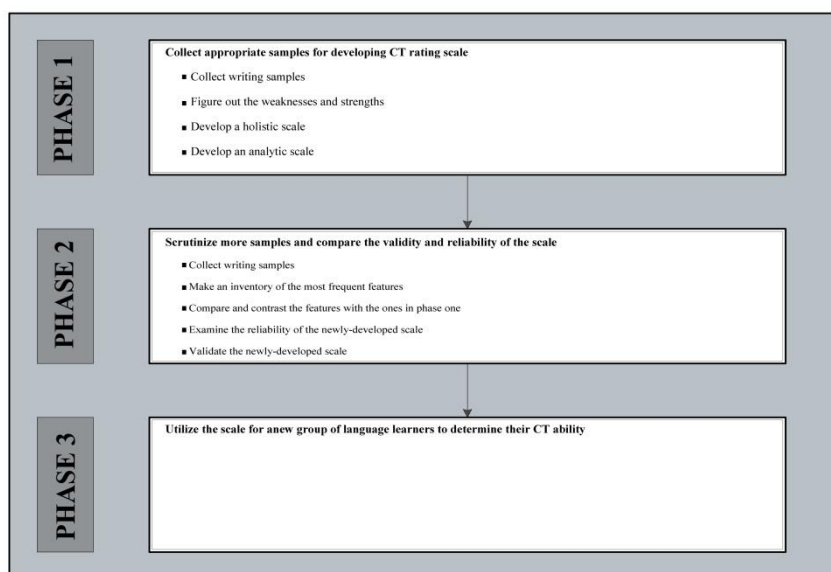 PHASE 1
Collect appropriate samples for developing CT rating scale
■ Collect writing samples
■ Figure out the weaknesses and strengths
■ Develop a holistic scale
■ Develop an analytic scale
PHASE 2
Scrutinize more samples and compare the validity and reliability of the scale
■ Collect writing samples
■ Make an inventory of the most frequent features
■ Compare and contrast the features with the ones in phase one
■ Examine the reliability of the newly-developed scale
■ Validate the newly-developed scale
PHASE 3
Utilize the scale for anew group of language learners to determine their CT ability